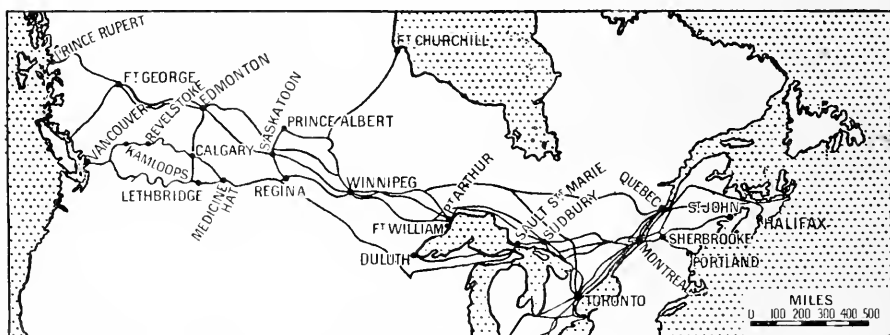 PRINCE RUPERT
FT CHURCHILL
FT GEORGE
EDMONTON
REVELSTOKE
VANCOUVER
SASKATOON
PRINCE ALBERT
KAMLOOPS
CALGARY
LETHBRIDGE
MEDICINE
HAT
REGINA
WINNIPEG
PT ARTHUR
FT WILLIAM
DULUTH
SAULT STE MARIE
SUDBURY
QUEBEC
ST JOHN
HALIFAX
SHERBROOKE
MONTREAL
PORTLAND
TORONTO
MILES
0 100 200 300 400 500